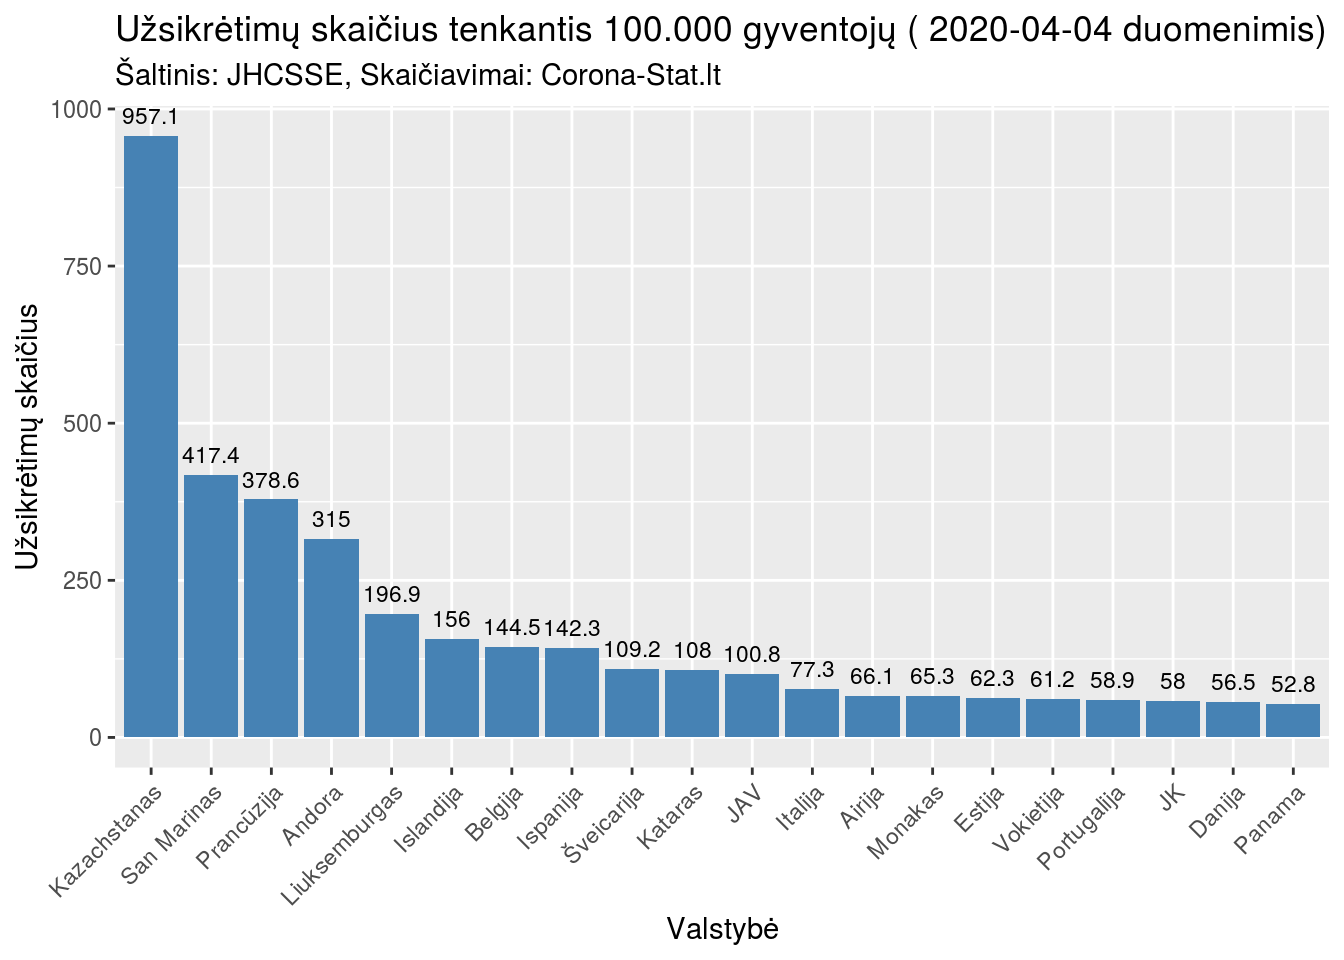 Užsikrėtimų skaičius tenkantis 100.000 gyventojų ( 2020-04-04 duomenimis)
Šaltinis: JHCSSE, Skaičiavimai: Corona-Stat.lt
Užsikrėtimų skaičius
1000
750
500
250
0
957.1
417.4
378.6
315
196.9
156
144.5
142.3
109.2
108
100.8
77.3
66.1
65.3
62.3
61.2
58.9
58
56.5
52.8
Kazachstanas
San Marinas
Prancūzija
Andora
Liuksemburgas
Islandija
Belgija
Ispanija
Šveicarija
Kataras
JAV
Italija
Airija
Monakas
Estija
Vokietija
Portugalija
JK
Danija
Panama
Valstybė